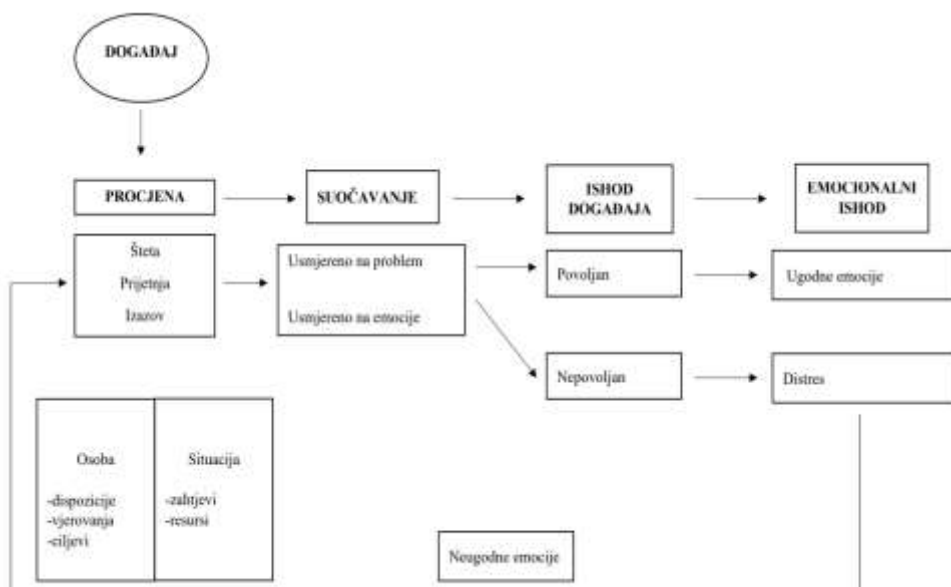 DOGAĐAJ
PROCJENA
SUOČAVANJE
ISHOD
DOGAĐAJA
EMOCIONALNI
ISHOD
Šteta
Prijetnja
Izazov
Usmjereno na problem
Usmjereno na emocije
Povoljan
Ugodne emocije
Nepovoljan
Distres
Osoba
-dispozicije
-vjerovanja
-ciljevi
Situacija
-zahtjevi
-resursi
Neugodne emocije